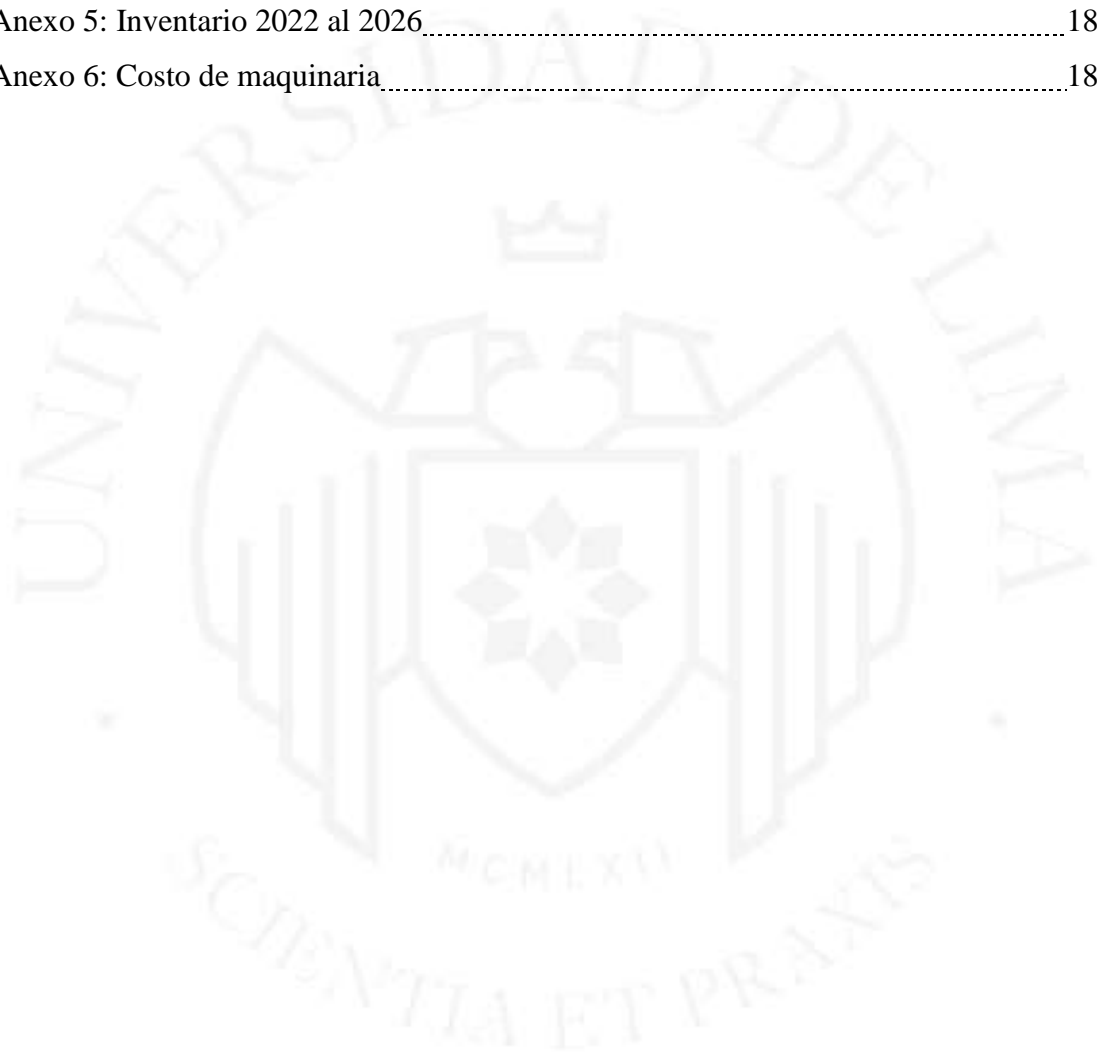 Anexo 5: Inventario 2022 al 2026 18
Anexo 6: Costo de maquinaria 18
UNIVERSIDAD DE LIMA
MCMLXII
SCIENTIA ET PRAXIS